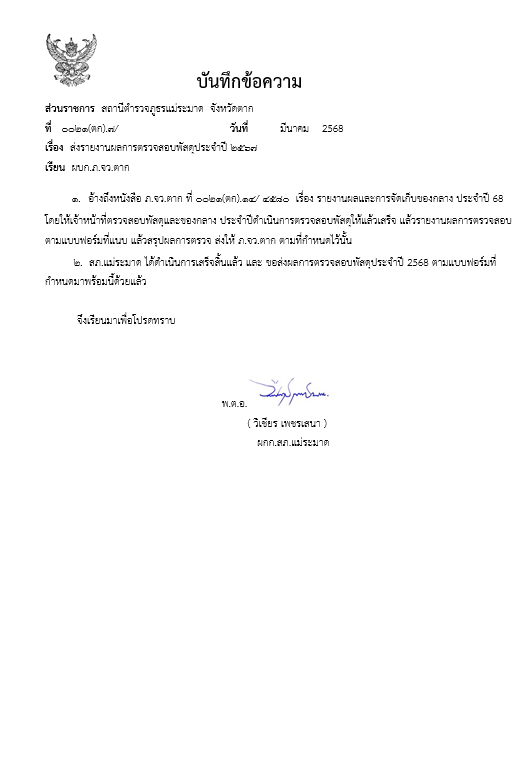 บันทึกข้อความ
ส่วนราชการ สถานีตำรวจภูธรแม่ระมาด จังหวัดตาก
ที่ ๐๐๒๑(ตก).๗/ วันที่ มีนาคม 2568
เรื่อง ส่งรายงานผลการตรวจสอบพัสดุประจำปี ๒๕๖๗
เรียน ผบก.ภ.จว.ตาก
๑. อ้างถึงหนังสือ ภ.จว.ตาก ที่ ๐๐๒๑(ตก).๑๔/ ๔๕๘๐ เรื่อง รายงานผลและการจัดเก็บของกลาง ประจำปี 68
โดยให้เจ้าหน้าที่ตรวจสอบพัสดุและของกลาง ประจำปีดำเนินการตรวจสอบพัสดุให้แล้วเสร็จ แล้วรายงานผลการตรวจสอบ
ตามแบบฟอร์มที่แนบ แล้วสรุปผลการตรวจ ส่งให้ ภ.จว.ตาก ตามที่กำหนดไว้นั้น
๒. สภ.แม่ระมาด ได้ดำเนินการเสร็จสิ้นแล้ว และ ขอส่งผลการตรวจสอบพัสดุประจำปี 2568 ตามแบบฟอร์มที่
กำหนดมาพร้อมนี้ด้วยแล้ว
จึงเรียนมาเพื่อโปรดทราบ
พ.ต.อ.
( วิเชียร เพชรเสนา )
ผกก.สภ.แม่ระมาด